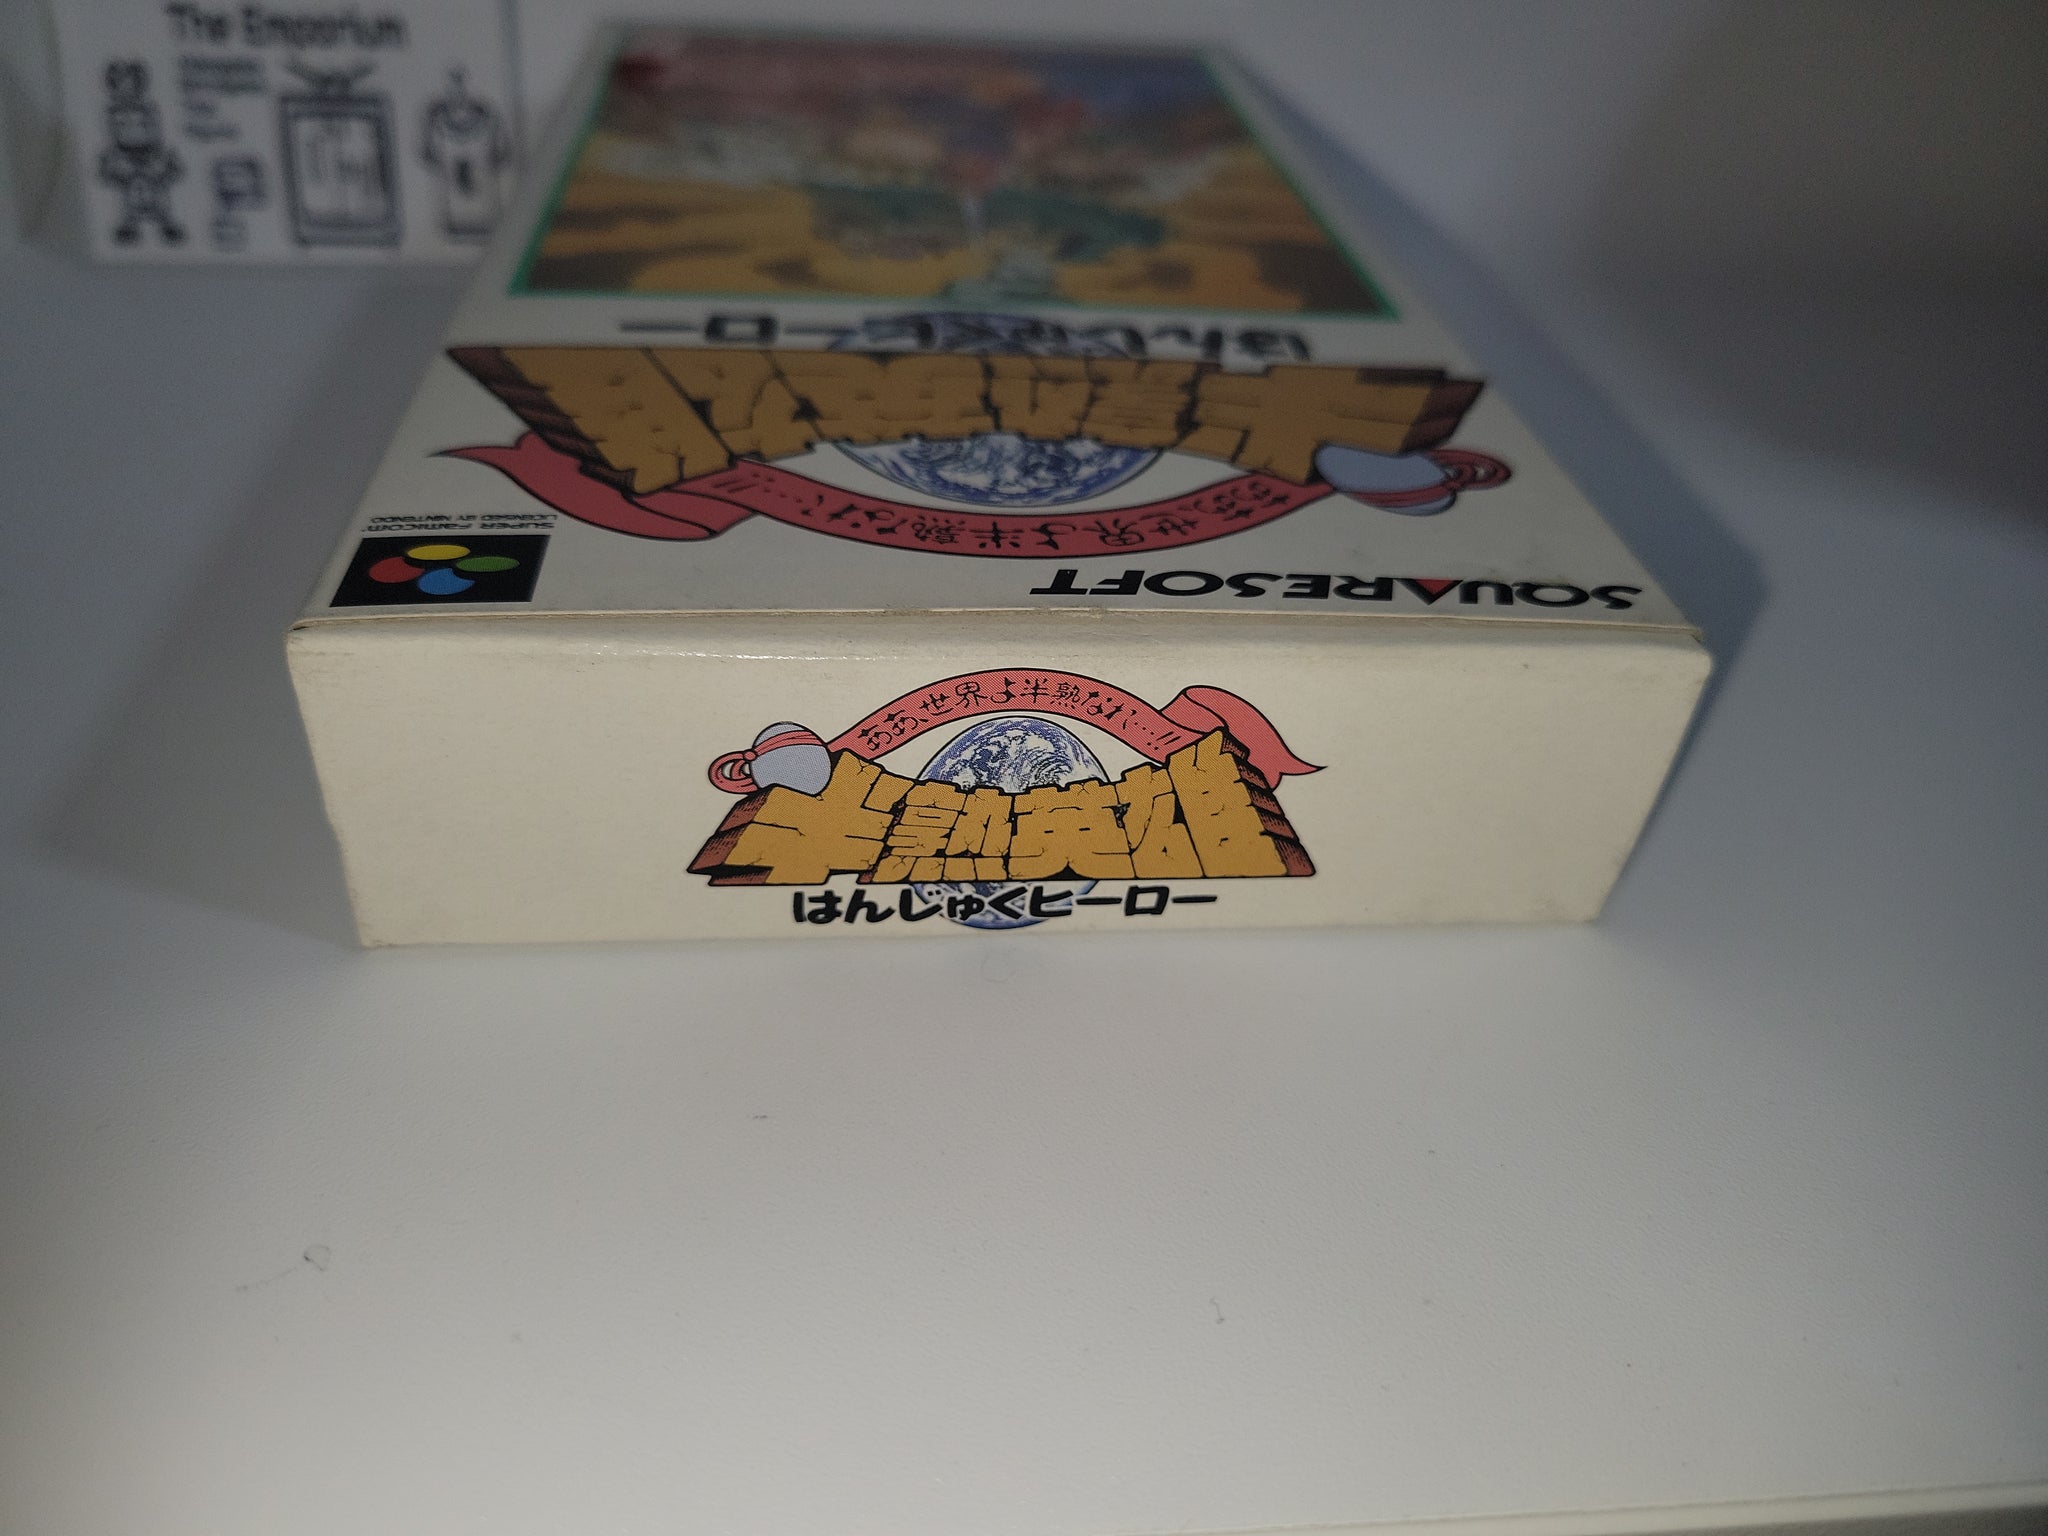 The Emporium
はんじゅくヒーロー
半熟英雄
ああ、世界よ半熟なれ…!!
SUPER FAMICOM
LICENSED BY NINTENDO
SQUARESOFT
ああ、世界よ半熟なれ…!!
半熟英雄
はんじゅくヒーロー